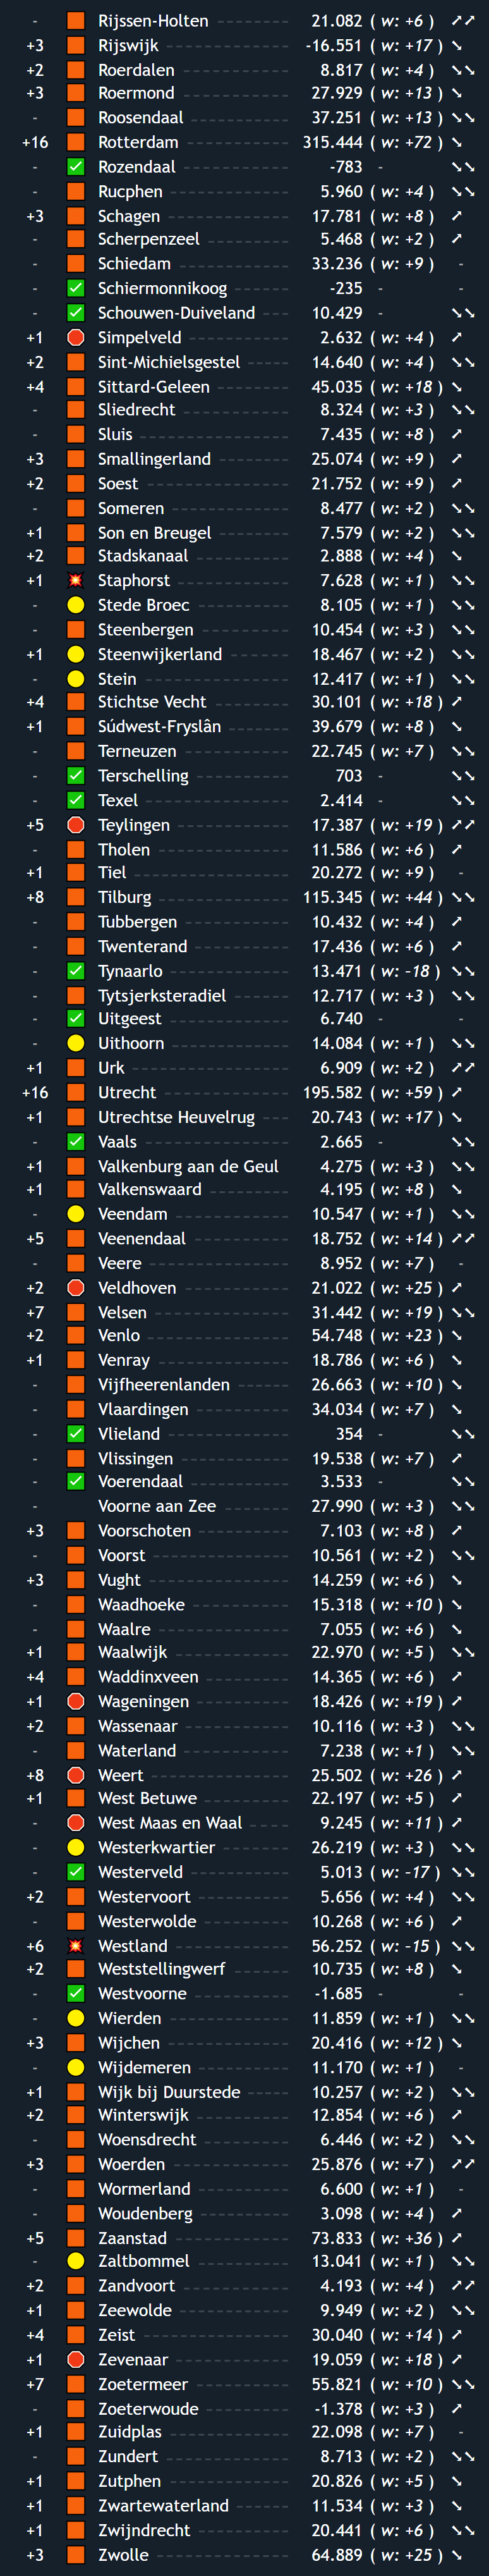 - Rijssen-Holten 21.082 ( w: +6 ) ↗↗
+3 Rijswijk -16.551 ( w: +17 ) ↘
+2 Roerdalen 8.817 ( w: +4 ) ↘↘
+3 Roermond 27.929 ( w: +13 ) ↘
- Roosendaal 37.251 ( w: +13 ) ↘↘
+16 Rotterdam 315.444 ( w: +72 ) ↘
- Rozendaal -783 - ↘↘
- Rucphen 5.960 ( w: +4 ) ↘↘
+3 Schagen 17.781 ( w: +8 ) ↗
- Scherpenzeel 5.468 ( w: +2 ) ↗
- Schiedam 33.236 ( w: +9 ) -
- Schiermonnikoog -235 - -
- Schouwen-Duiveland 10.429 - ↘↘
+1 Simpelveld 2.632 ( w: +4 ) ↗
+2 Sint-Michielsgestel 14.640 ( w: +4 ) ↘↘
+4 Sittard-Geleen 45.035 ( w: +18 ) ↘
- Sliedrecht 8.324 ( w: +3 ) ↘↘
- Sluis 7.435 ( w: +8 ) ↗
+3 Smallingerland 25.074 ( w: +9 ) ↗
+2 Soest 21.752 ( w: +9 ) ↗
- Someren 8.477 ( w: +2 ) ↘↘
+1 Son en Breugel 7.579 ( w: +2 ) ↘↘
+2 Stadskanaal 2.888 ( w: +4 ) ↘
+1 Staphorst 7.628 ( w: +1 ) ↘↘
- Stede Broec 8.105 ( w: +1 ) ↘↘
- Steenbergen 10.454 ( w: +3 ) ↘↘
+1 Steenwijkerland 18.467 ( w: +2 ) ↘↘
- Stein 12.417 ( w: +1 ) ↘↘
+4 Stichtse Vecht 30.101 ( w: +18 ) ↗
+1 Súdwest-Fryslân 39.679 ( w: +8 ) ↘
- Terneuzen 22.745 ( w: +7 ) ↘↘
- Terschelling 703 - ↘↘
- Texel 2.414 - ↘↘
+5 Teylingen 17.387 ( w: +19 ) ↗↗
- Tholen 11.586 ( w: +6 ) ↗
+1 Tiel 20.272 ( w: +9 ) -
+8 Tilburg 115.345 ( w: +44 ) ↘↘
- Tubbergen 10.432 ( w: +4 ) ↗
- Twenterand 17.436 ( w: +6 ) ↗
- Tynaarlo 13.471 ( w: -18 ) ↘↘
- Tytsjerksteradiel 12.717 ( w: +3 ) ↘↘
- Uitgeest 6.740 - -
- Uithoorn 14.084 ( w: +1 ) ↘↘
+1 Urk 6.909 ( w: +2 ) ↗↗
+16 Utrecht 195.582 ( w: +59 ) ↗
+1 Utrechtse Heuvelrug 20.743 ( w: +17 ) ↘
- Vaals 2.665 - ↘↘
+1 Valkenburg aan de Geul 4.275 ( w: +3 ) ↘↘
+1 Valkenswaard 4.195 ( w: +8 ) ↘
- Veendam 10.547 ( w: +1 ) ↘↘
+5 Veenendaal 18.752 ( w: +14 ) ↗↗
- Veere 8.952 ( w: +7 ) -
+2 Veldhoven 21.022 ( w: +25 ) ↗
+7 Velsen 31.442 ( w: +19 ) ↘↘
+2 Venlo 54.748 ( w: +23 ) ↘
+1 Venray 18.786 ( w: +6 ) ↘
- Vijfheerenlanden 26.663 ( w: +10 ) ↘
- Vlaardingen 34.034 ( w: +7 ) ↘
- Vlieland 354 - ↘↘
- Vlissingen 19.538 ( w: +7 ) ↗
- Voerendaal 3.533 - ↘↘
- Voorne aan Zee 27.990 ( w: +3 ) ↘↘
+3 Voorschoten 7.103 ( w: +8 ) ↗
- Voorst 10.561 ( w: +2 ) ↘↘
+3 Vught 14.259 ( w: +6 ) ↘
- Waadhoeke 15.318 ( w: +10 ) ↘
- Waalre 7.055 ( w: +6 ) ↘
+1 Waalwijk 22.970 ( w: +5 ) ↘↘
+4 Waddinxveen 14.365 ( w: +6 ) ↗
+1 Wageningen 18.426 ( w: +19 ) ↗
+2 Wassenaar 10.116 ( w: +3 ) ↘↘
- Waterland 7.238 ( w: +1 ) ↘↘
+8 Weert 25.502 ( w: +26 ) ↗
+1 West Betuwe 22.197 ( w: +5 ) ↗
- West Maas en Waal 9.245 ( w: +11 ) ↗
- Westerkwartier 26.219 ( w: +3 ) ↘↘
- Westerveld 5.013 ( w: -17 ) ↘↘
+2 Westervoort 5.656 ( w: +4 ) ↘↘
- Westerwolde 10.268 ( w: +6 ) ↗
+6 Westland 56.252 ( w: -15 ) ↘↘
+2 Weststellingwerf 10.735 ( w: +8 ) ↘
- Westvoorne -1.685 - -
- Wierden 11.859 ( w: +1 ) ↘↘
+3 Wijchen 20.416 ( w: +12 ) ↘
- Wijdemeren 11.170 ( w: +1 ) -
+1 Wijk bij Duurstede 10.257 ( w: +2 ) ↘↘
+2 Winterswijk 12.854 ( w: +6 ) ↗
- Woensdrecht 6.446 ( w: +2 ) ↘↘
+3 Woerden 25.876 ( w: +7 ) ↗↗
- Wormerland 6.600 ( w: +1 ) -
- Woudenberg 3.098 ( w: +4 ) ↗
+5 Zaanstad 73.833 ( w: +36 ) ↗
- Zaltbommel 13.041 ( w: +1 ) ↘↘
+2 Zandvoort 4.193 ( w: +4 ) ↗↗
+1 Zeewolde 9.949 ( w: +2 ) ↘↘
+4 Zeist 30.040 ( w: +14 ) ↗
+1 Zevenaar 19.059 ( w: +18 ) ↗
+7 Zoetermeer 55.821 ( w: +10 ) ↘↘
- Zoeterwoude -1.378 ( w: +3 ) ↗
+1 Zuidplas 22.098 ( w: +7 ) -
- Zundert 8.713 ( w: +2 ) ↘↘
+1 Zutphen 20.826 ( w: +5 ) ↘
+1 Zwartewaterland 11.534 ( w: +3 ) ↘
+1 Zwijndrecht 20.441 ( w: +6 ) ↘↘
+3 Zwolle 64.889 ( w: +25 ) ↘